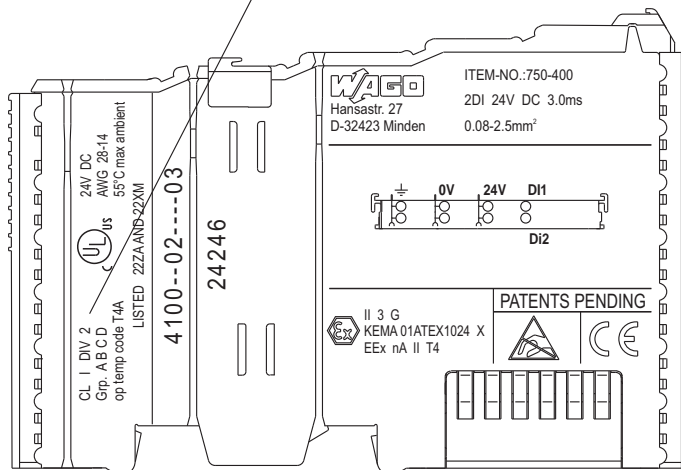 24V DC
AWG 28-14
55°C max ambient
C UL US
CL I DIV 2
Grp. A B C D
op temp code T4A
LISTED 22ZA AND 22XM
4100--02----03
24246
WAGO
Hansastr. 27
D-32423 Minden
ITEM-NO.:750-400
2DI 24V DC 3.0ms
0.08-2.5mm²
0V 24V DI1
Di2
II 3 G
KEMA 01ATEX1024 X
EEx nA II T4
Ex
PATENTS PENDING
CE